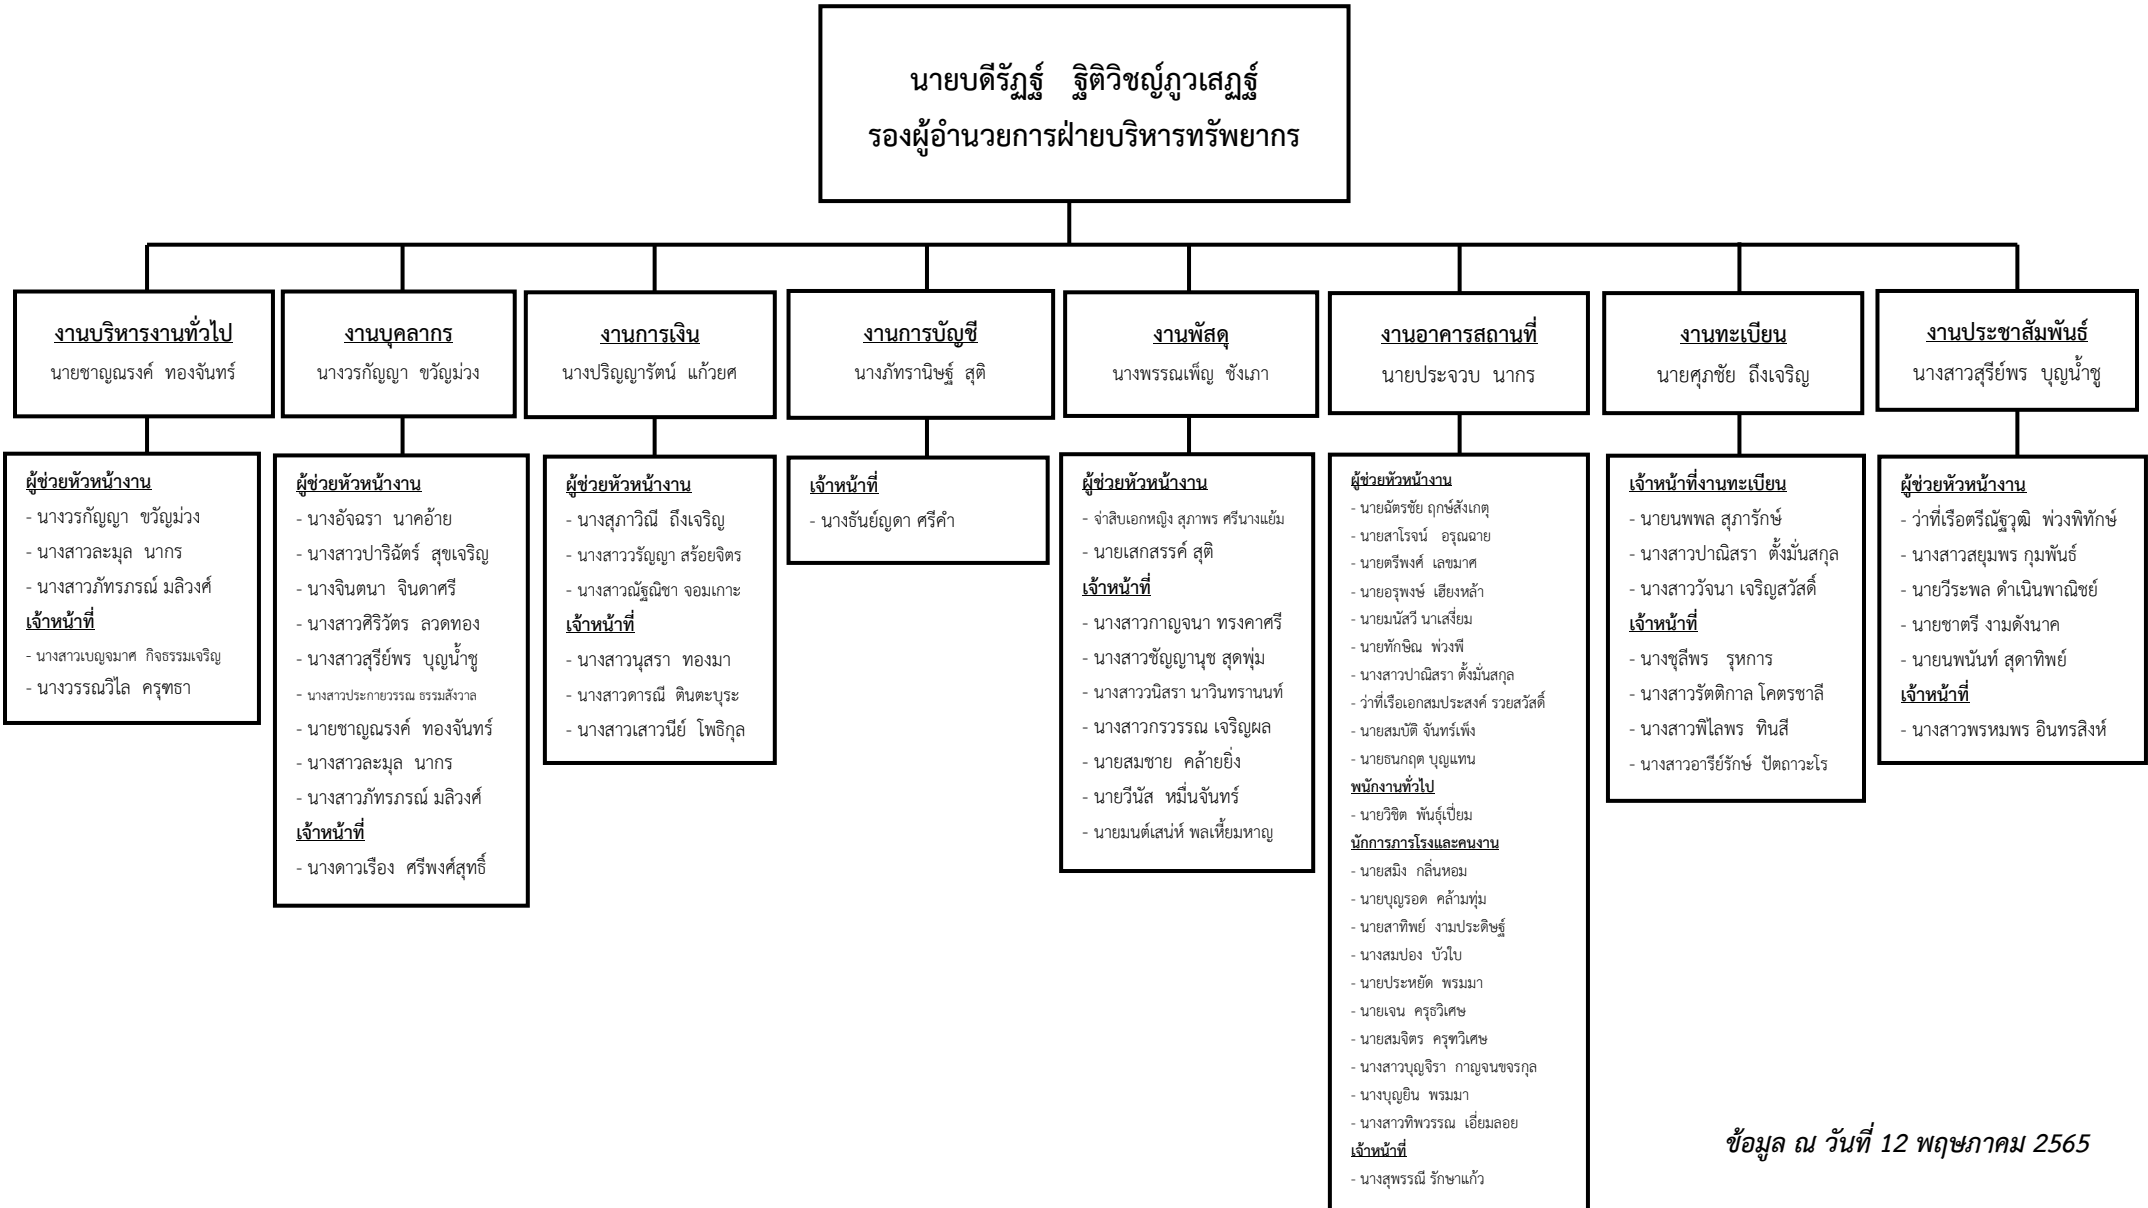 นายบดีรัฏฐ์ ฐิติวิชญ์ภูวเสฏฐ์
รองผู้อำนวยการฝ่ายบริหารทรัพยากร
งานบริหารงานทั่วไป
นายชาญณรงค์ ทองจันทร์
ผู้ช่วยหัวหน้างาน
- นางวรกัญญา ขวัญม่วง
- นางสาวละมุล นากร
- นางสาวภัทรภรณ์ มลิวงศ์
เจ้าหน้าที่
- นางสาวเบญจมาศ กิจธรรมเจริญ
- นางวรรณวิไล ครุฑธา
งานบุคลากร
นางวรกัญญา ขวัญม่วง
ผู้ช่วยหัวหน้างาน
- นางอัจฉรา นาคอ้าย
- นางสาวปาริฉัตร์ สุขเจริญ
- นางจินตนา จินดาศรี
- นางสาวศิริวัตร ลวดทอง
- นางสาวสุรีย์พร บุญน้ำชู
- นางสาวประกายวรรณ ธรรมสังวาล
- นายชาญณรงค์ ทองจันทร์
- นางสาวละมุล นากร
- นางสาวภัทรภรณ์ มลิวงศ์
เจ้าหน้าที่
- นางดาวเรือง ศรีพงศ์สุทธิ์
งานการเงิน
นางปริญญารัตน์ แก้วยศ
ผู้ช่วยหัวหน้างาน
- นางสุภาวิณี ถึงเจริญ
- นางสาววรัญญา สร้อยจิตร
- นางสาวณัฐณิชา จอมเกาะ
เจ้าหน้าที่
- นางสาวนุสรา ทองมา
- นางสาวดารณี ตินตะบุระ
- นางสาวเสาวนีย์ โพธิกุล
งานการบัญชี
นางภัทรานิษฐ์ สุติ
เจ้าหน้าที่
- นางธันย์ญดา ศรีคำ
งานพัสดุ
นางพรรณเพ็ญ ชังเภา
ผู้ช่วยหัวหน้างาน
- จ่าสิบเอกหญิง สุภาพร ศรีนางแย้ม
- นายเสกสรรค์ สุติ
เจ้าหน้าที่
- นางสาวกาญจนา ทรงคาศรี
- นางสาวชัญญานุช สุดพุ่ม
- นางสาววนิสรา นาวินทรานนท์
- นางสาวกรวรรณ เจริญผล
- นายสมชาย คล้ายยิ่ง
- นายวีนัส หมื่นจันทร์
- นายมนต์เสน่ห์ พลเหี้ยมหาญ
งานอาคารสถานที่
นายประจวบ นากร
ผู้ช่วยหัวหน้างาน
- นายฉัตรชัย ฤกษ์สังเกตุ
- นายสาโรจน์ อรุณฉาย
- นายตรีพงศ์ เลขมาศ
- นายอรุพงษ์ เฮียงหล้า
- นายมนัสวี นาเสงี่ยม
- นายทักษิณ พ่วงพี
- นางสาวปาณิสรา ตั้งมั่นสกุล
- ว่าที่เรือเอกสมประสงค์ รวยสวัสดิ์
- นายสมบัติ จันทร์เพ็ง
- นายธนกฤต บุญแทน
พนักงานทั่วไป
- นายวิชิต พันธุ์เปี่ยม
นักการภารโรงและคนงาน
- นายสมิง กลิ่นหอม
- นายบุญรอด คล้ามทุ่ม
- นายสาทิพย์ งามประดิษฐ์
- นางสมปอง บัวใบ
- นายประหยัด พรมมา
- นายเจน ครุธวิเศษ
- นายสมจิตร ครุฑวิเศษ
- นางสาวบุญจิรา กาญจนขจรกุล
- นางบุญยิน พรมมา
- นางสาวทิพวรรณ เอี่ยมลอย
เจ้าหน้าที่
- นางสุพรรณี รักษาแก้ว
งานทะเบียน
นายศุภชัย ถึงเจริญ
เจ้าหน้าที่งานทะเบียน
- นายนพพล สุภารักษ์
- นางสาวปาณิสรา ตั้งมั่นสกุล
- นางสาววัจนา เจริญสวัสดิ์
เจ้าหน้าที่
- นางชุลีพร รุหการ
- นางสาวรัตติกาล โคตรชาลี
- นางสาวพิไลพร ทินสี
- นางสาวอารีย์รักษ์ ปัตถาวะโร
งานประชาสัมพันธ์
นางสาวสุรีย์พร บุญน้ำชู
ผู้ช่วยหัวหน้างาน
- ว่าที่เรือตรีณัฐวุฒิ พ่วงพิทักษ์
- นางสาวสยุมพร กุมพันธ์
- นายวีระพล ดำเนินพาณิชย์
- นายชาตรี งามดังนาค
- นายนพนันท์ สุดาทิพย์
เจ้าหน้าที่
- นางสาวพรหมพร อินทรสิงห์
ข้อมูล ณ วันที่ 12 พฤษภาคม 2565